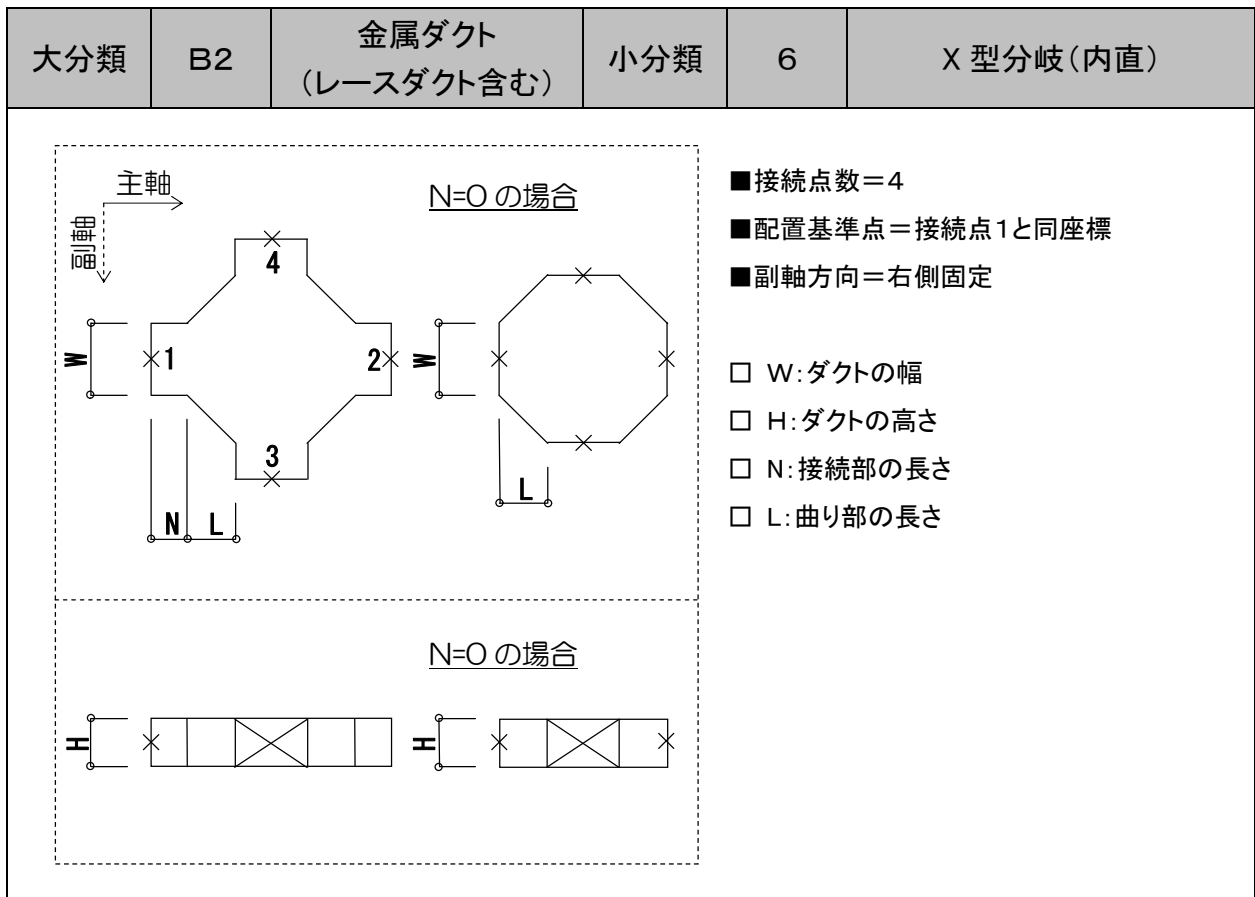 大分類 B2 金属ダクト (レースダクト含む) 小分類 6 X型分岐(内直)
主軸
副軸
N=0 の場合
4
W
1
2
W
3
N L
L
■接続点数=4
■配置基準点=接続点1と同座標
■副軸方向=右側固定
□ W:ダクトの幅
□ H:ダクトの高さ
□ N:接続部の長さ
□ L:曲り部の長さ
N=0 の場合
H
H